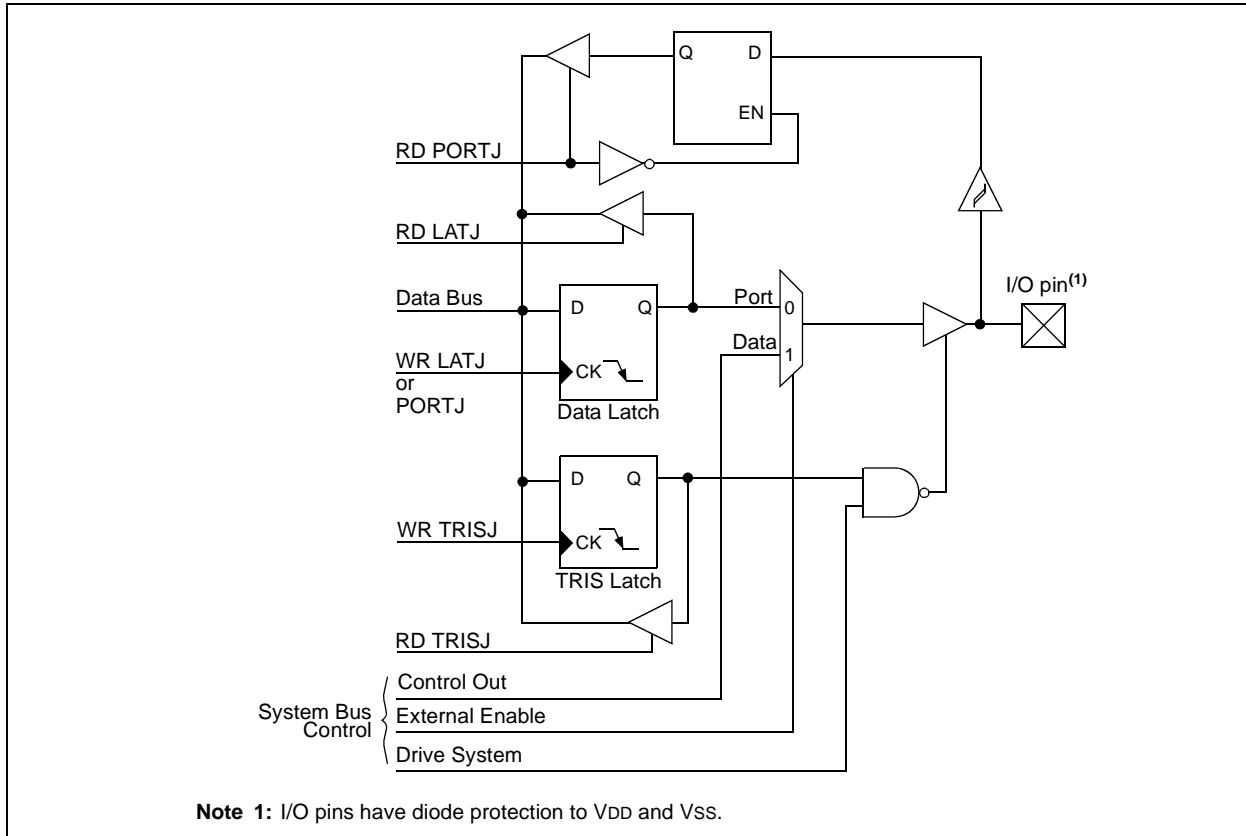 Q D
EN
RD PORTJ
RD LATJ
Data Bus
D Q
Port 0
I/O pin(1)
Data 1
WR LATJ
or
PORTJ
CK
Data Latch
D Q
WR TRISJ
CK
TRIS Latch
RD TRISJ
System Bus
Control
Control Out
External Enable
Drive System
Note 1: I/O pins have diode protection to VDD and VSS.